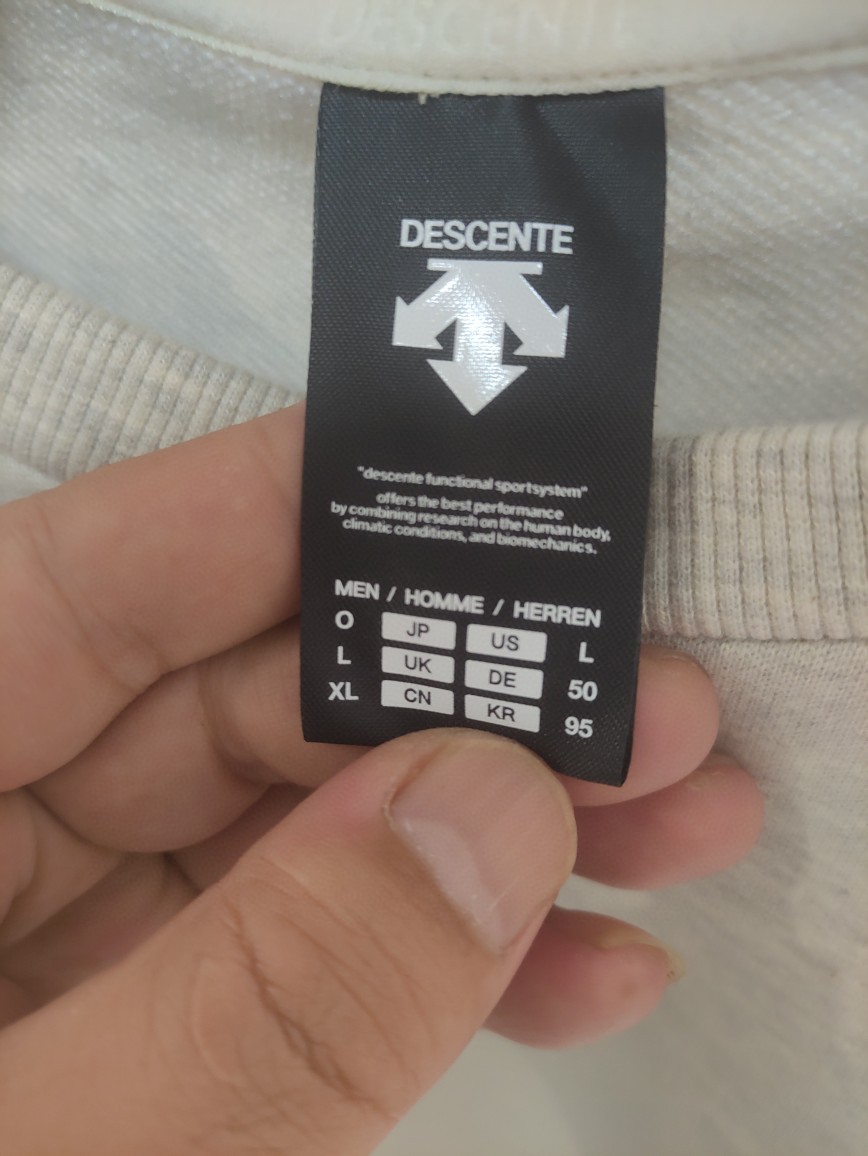 DESCENTE
DESCENTE
"descente functional sportsystem"
offers the best performance
by combining research on the human body,
climatic conditions, and biomechanics.
MEN / HOMME / HERREN
O JP US L
L UK DE 50
XL CN KR 95